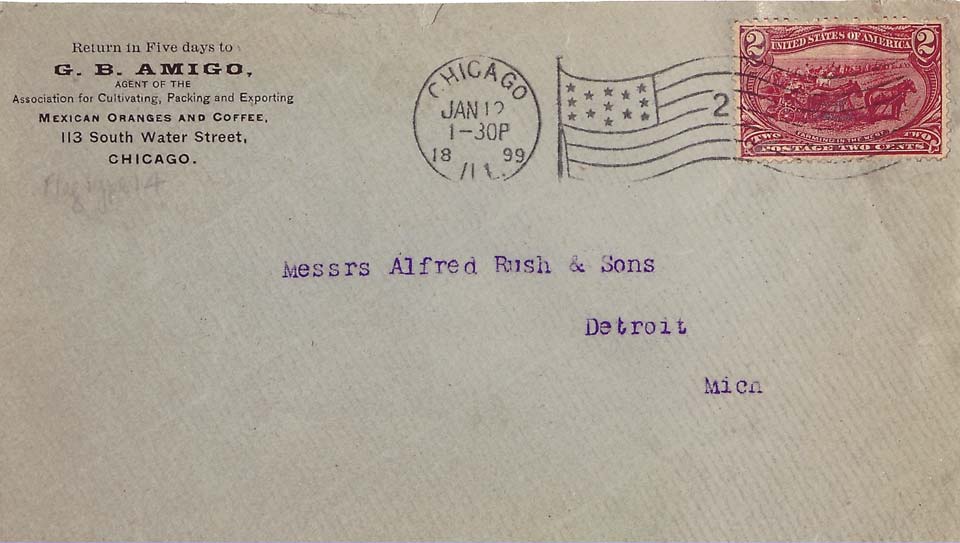 Return in Five days to
G. B. AMIGO,
AGENT OF THE
Association for Cultivating, Packing and Exporting
MEXICAN ORANGES AND COFFEE,
113 South Water Street,
CHICAGO.
CHICAGO
JAN 12
1-30P
18 99
ILL.
2
2 UNITED STATES OF AMERICA 2
TWO TWO
POSTAGE TWO CENTS
Messrs Alfred Rush & Sons
Detroit
Mich